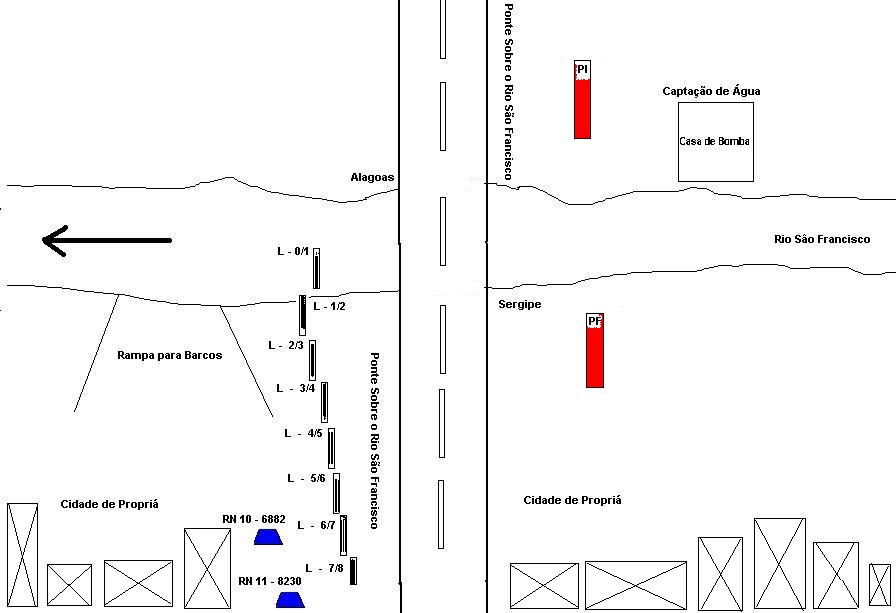 Ponte Sobre o Rio São Francisco
PI
Captação de Água
Casa de Bomba
Alagoas
Rio São Francisco
L - 0/1
Sergipe
L - 1/2
PF
L - 2/3
Rampa para Barcos
Ponte Sobre o Rio São Francisco
L - 3/4
L - 4/5
L - 5/6
Cidade de Propriá
Cidade de Propriá
RN 10 - 6882
L - 6/7
L - 7/8
RN 11 - 8230